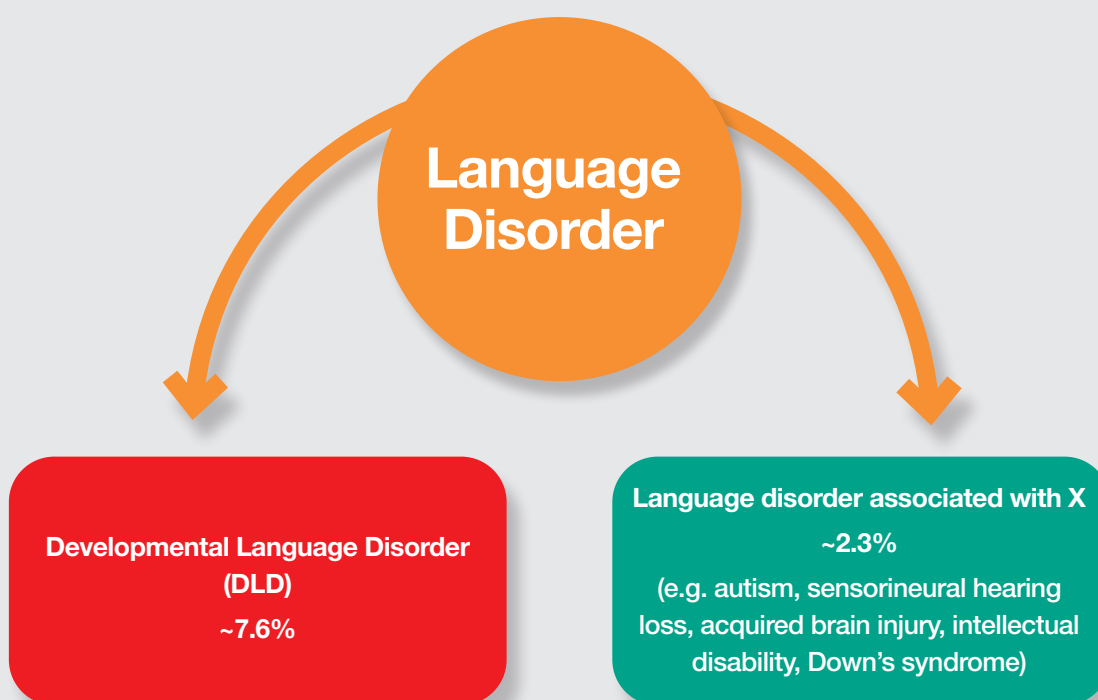 Language
Disorder
Developmental Language Disorder
(DLD)
~7.6%
Language disorder associated with X
~2.3%
(e.g. autism, sensorineural hearing
loss, acquired brain injury, intellectual
disability, Down’s syndrome)